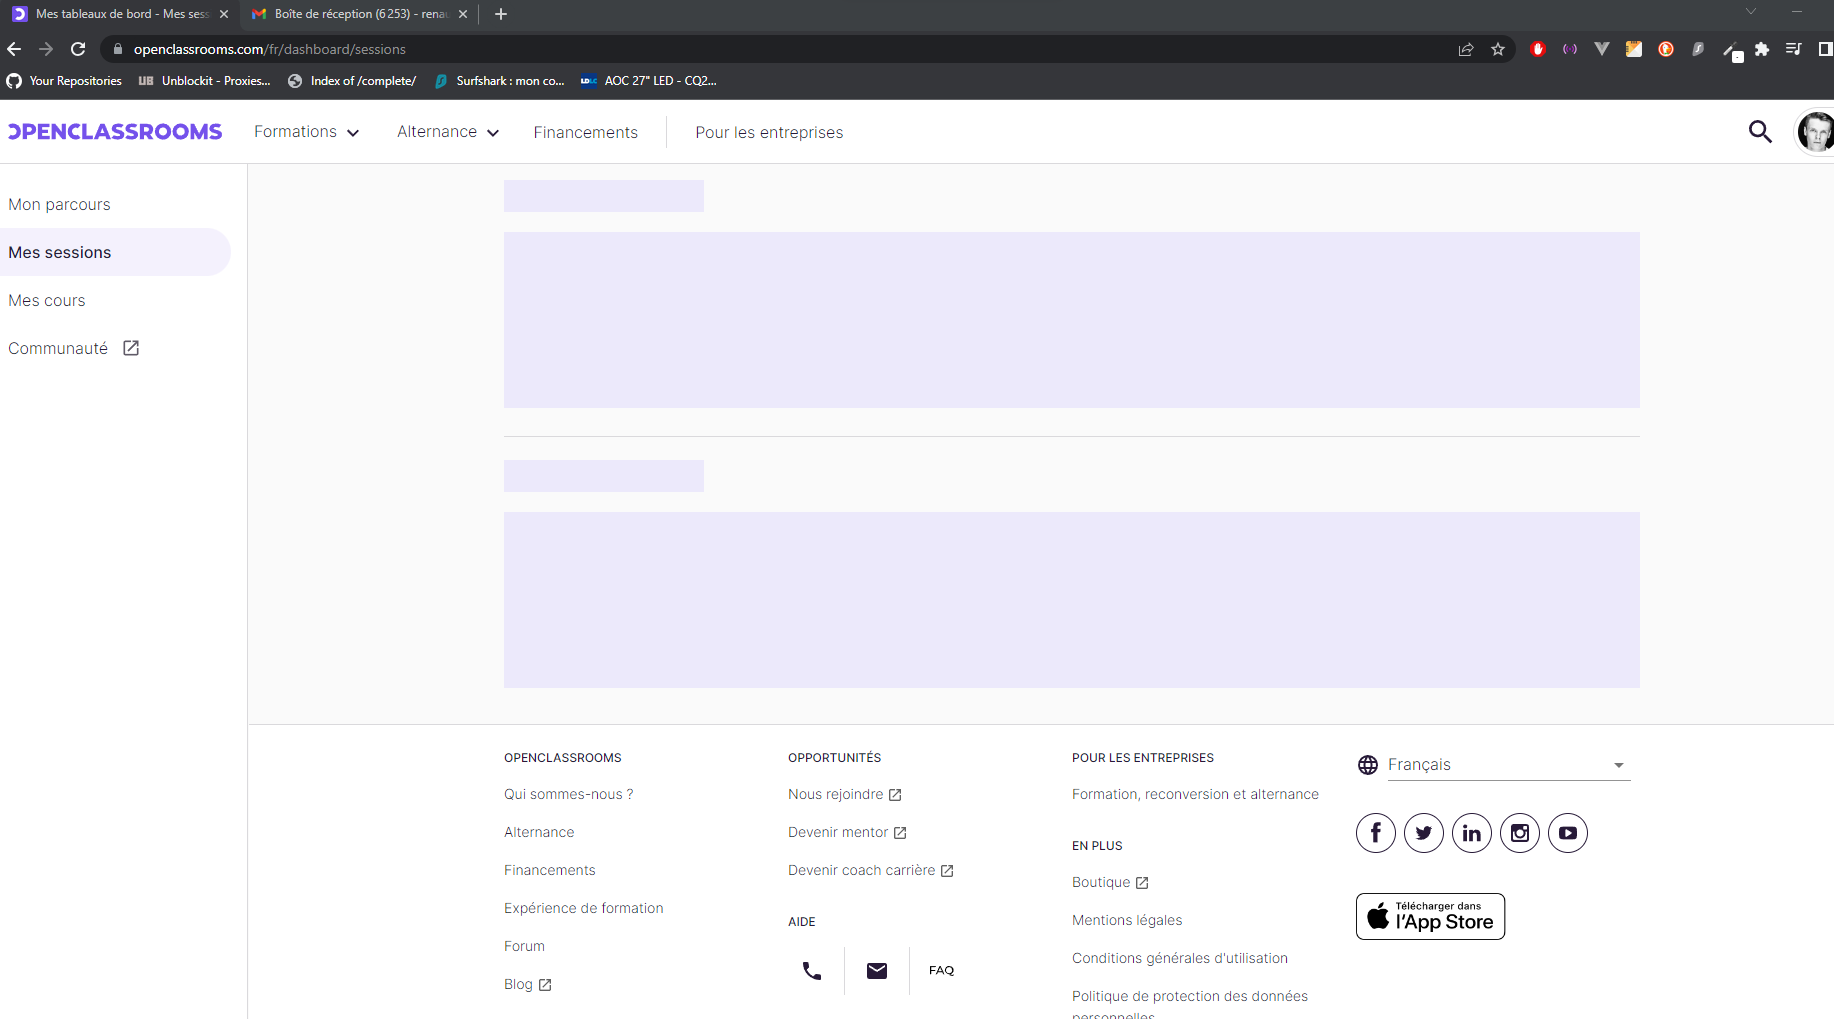 Mes tableaux de bord - Mes sess
Boîte de réception (6 253) - rena
openclassrooms.com/fr/dashboard/sessions
Your Repositories
UB Unblockit - Proxies...
Index of /complete/
Surfshark : mon co...
LDLC AOC 27" LED - CQ2...
OPENCLASSROOMS
Formations
Alternance
Financements
Pour les entreprises
Mon parcours
Mes sessions
Mes cours
Communauté
OPENCLASSROOMS
Qui sommes-nous ?
Alternance
Financements
Expérience de formation
Forum
Blog
OPPORTUNITÉS
Nous rejoindre
Devenir mentor
Devenir coach carrière
AIDE
FAQ
POUR LES ENTREPRISES
Formation, reconversion et alternance
EN PLUS
Boutique
Mentions légales
Conditions générales d'utilisation
Politique de protection des données
personnelles
Français
Télécharger dans
l'App Store